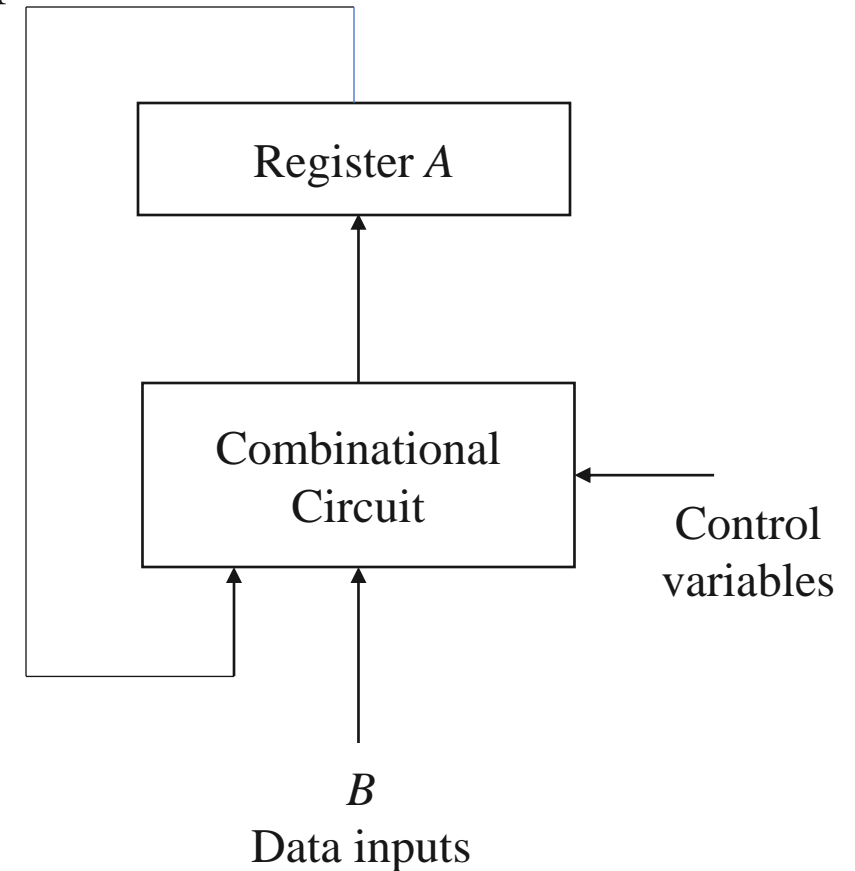 Register A
Combinational
Circuit
Control
variables
B
Data inputs